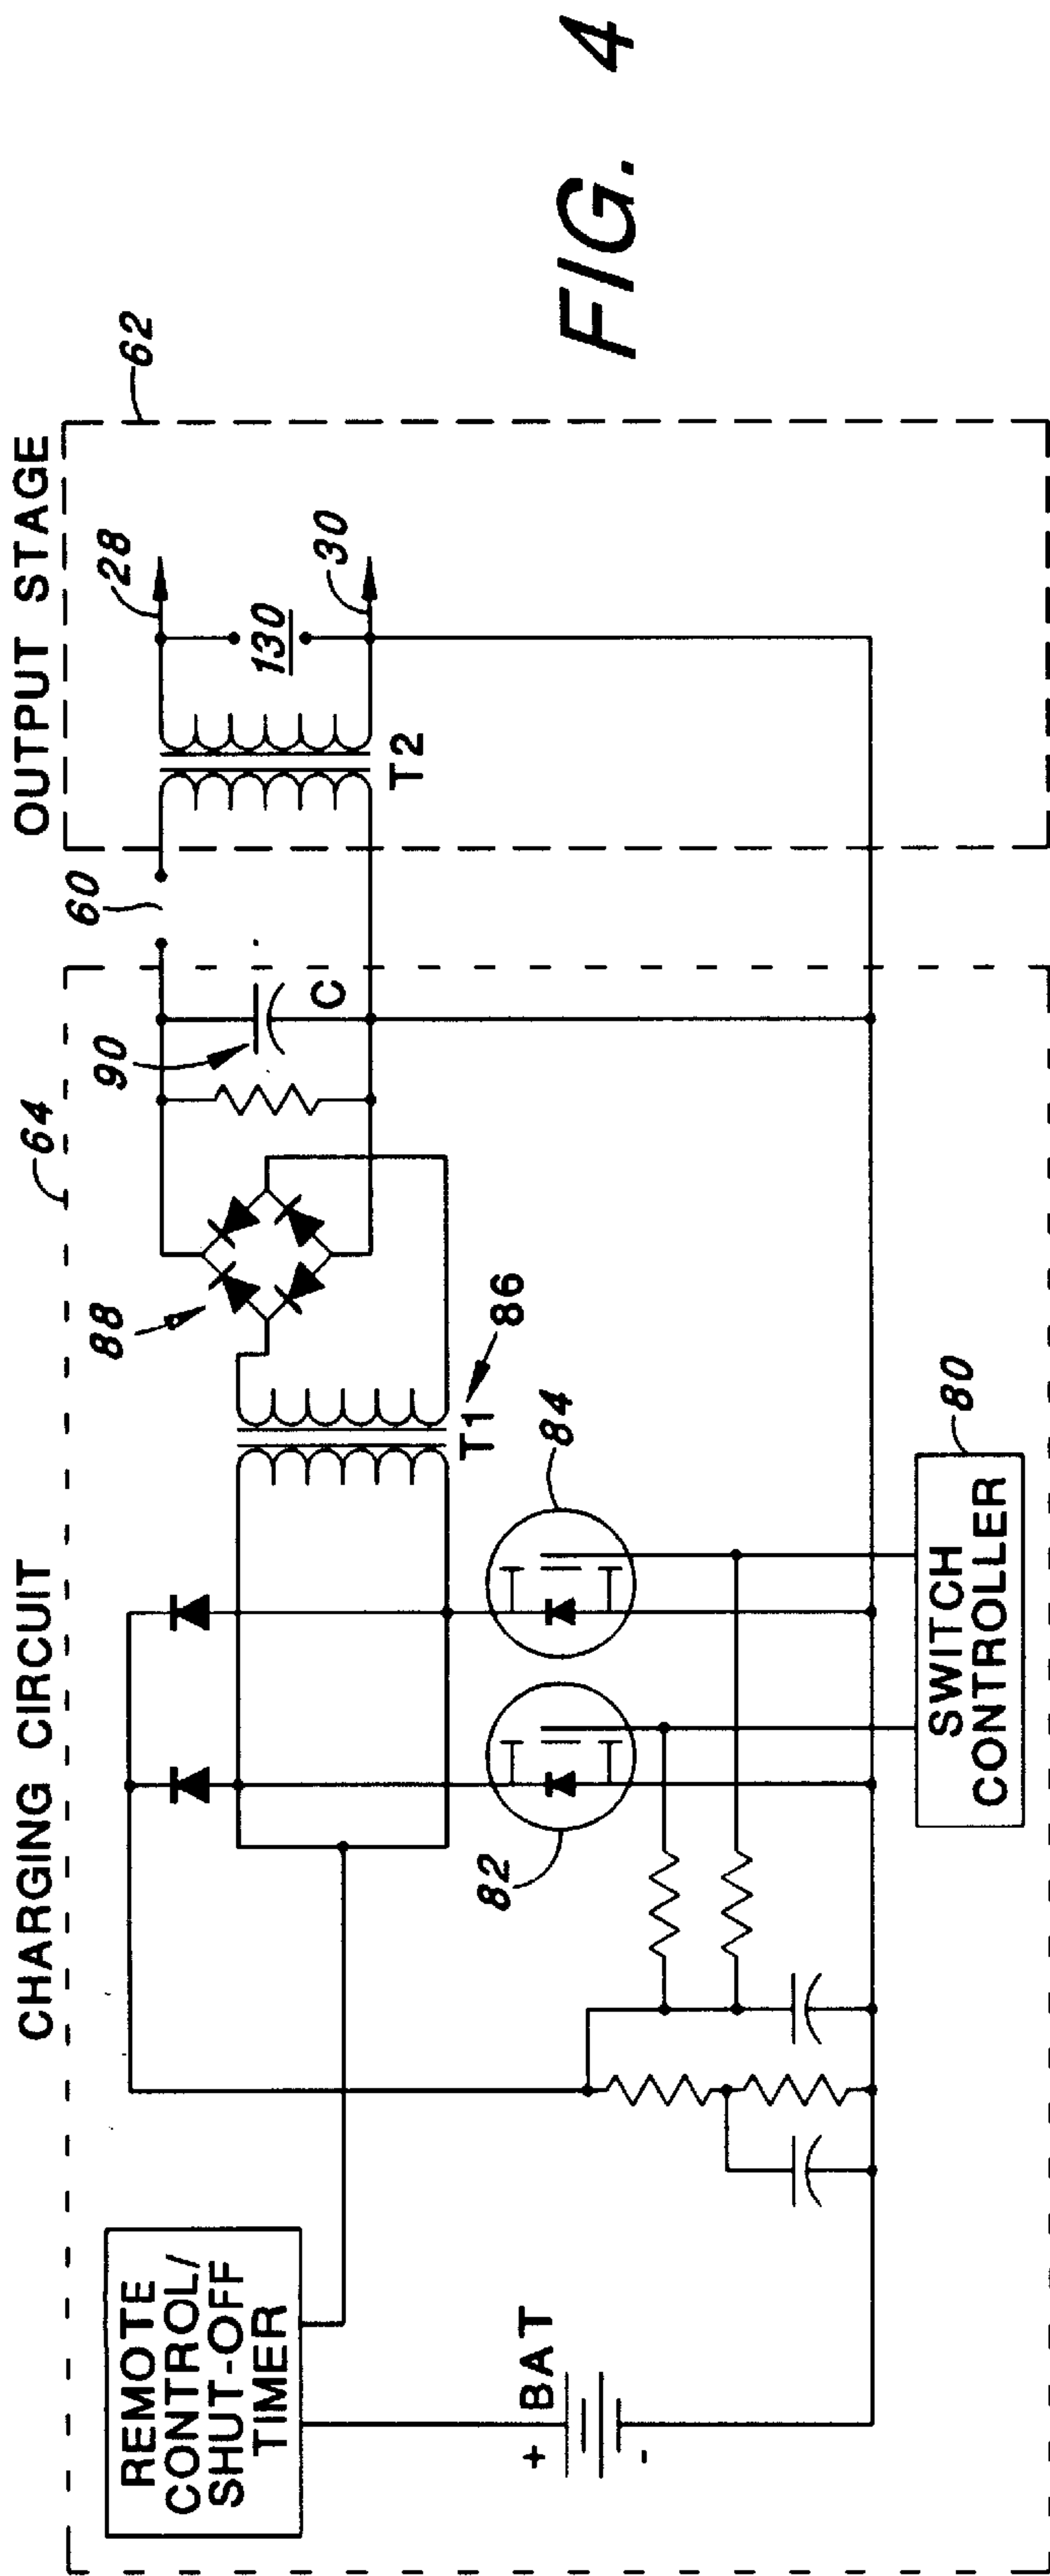 CHARGING CIRCUIT
64
OUTPUT STAGE
62
REMOTE
CONTROL/
SHUT-OFF
TIMER
+
BAT
-
82
84
T1
86
88
90
C
60
T2
28
130
30
SWITCH
CONTROLLER
80
FIG. 4